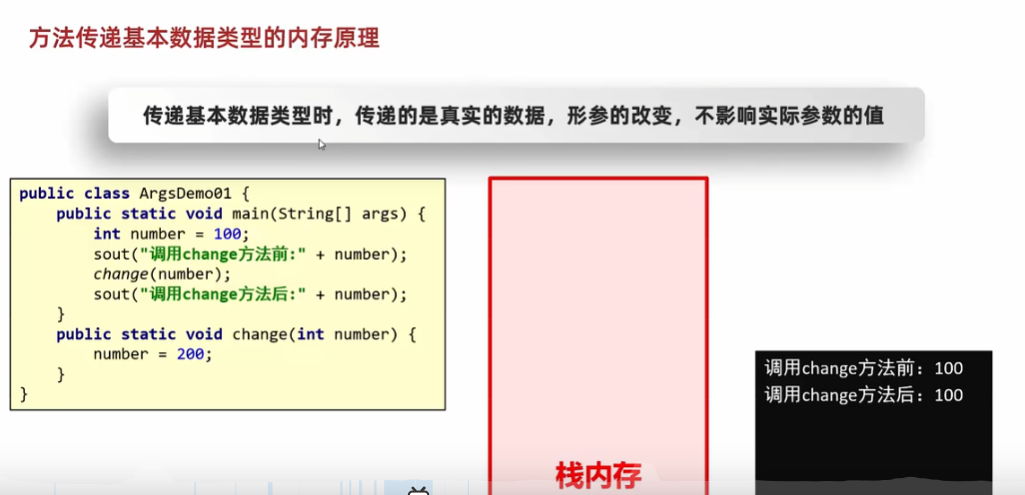 方法传递基本数据类型的内存原理
传递基本数据类型时，传递的是真实的数据，形参的改变，不影响实际参数的值
public class ArgsDemo01 {
    public static void main(String[] args) {
        int number = 100;
        sout("调用change方法前:" + number);
        change(number);
        sout("调用change方法后:" + number);
    }
    public static void change(int number) {
        number = 200;
    }
}
栈内存
调用change方法前：100
调用change方法后：100